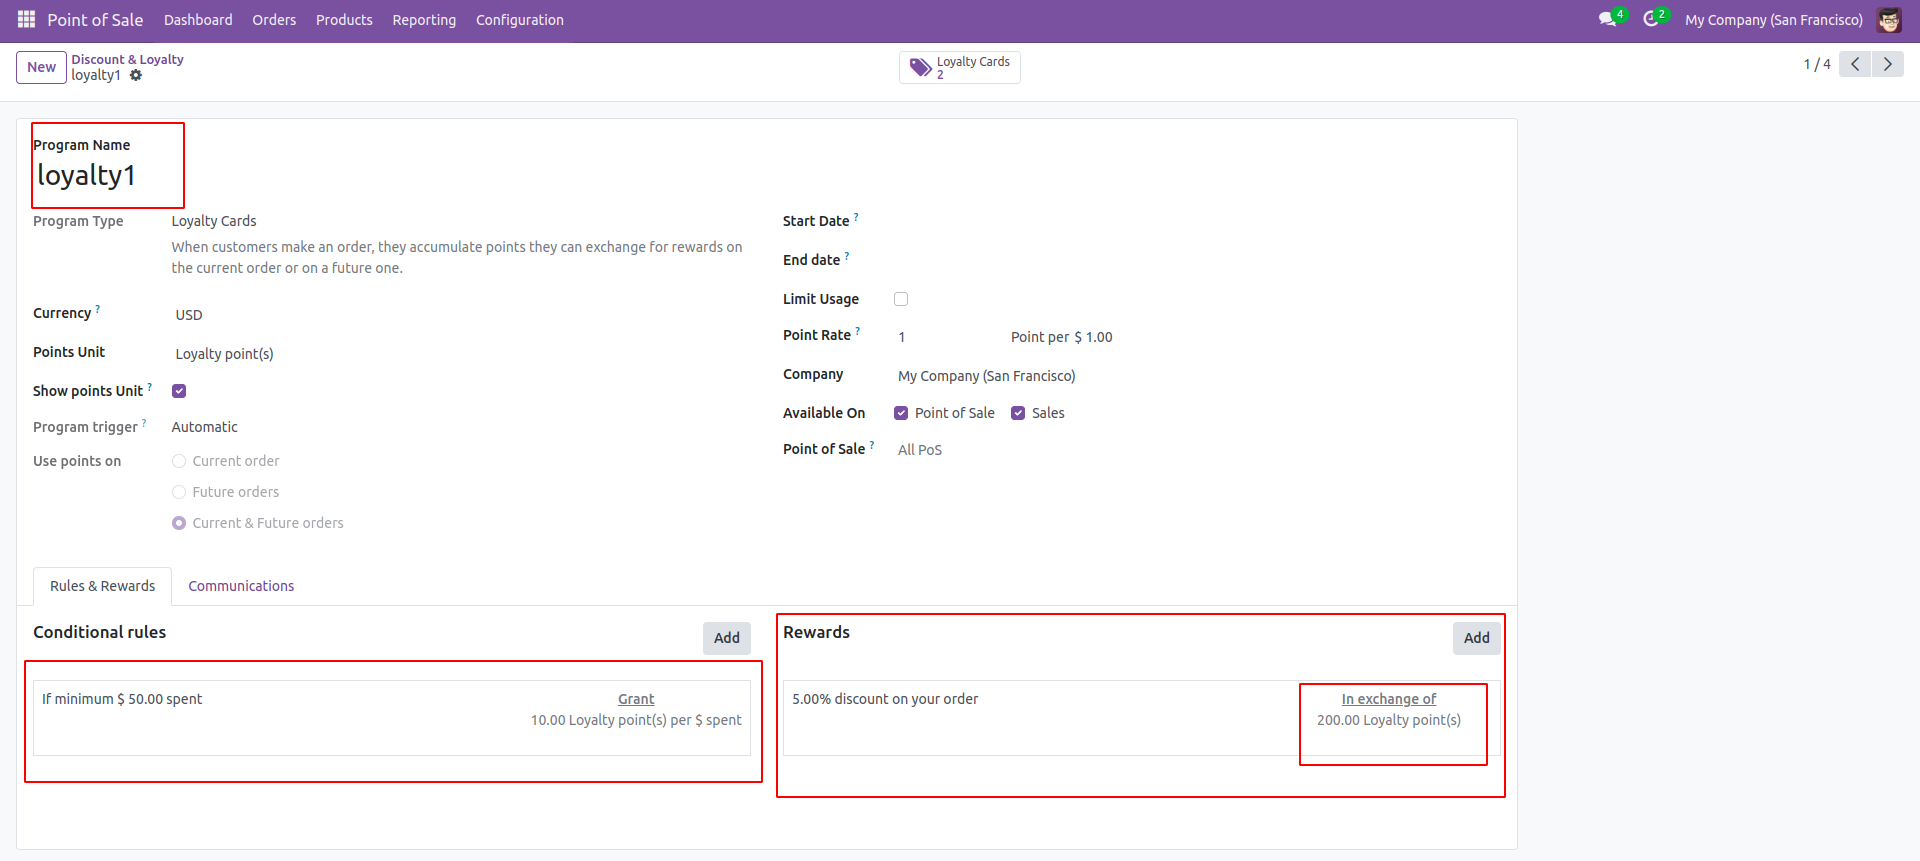 Point of Sale Dashboard Orders Products Reporting Configuration 4 2 My Company (San Francisco)
New Discount & Loyalty
loyalty1
Loyalty Cards
2
1 / 4
Program Name
loyalty1
Program Type Loyalty Cards
When customers make an order, they accumulate points they can exchange for rewards on
the current order or on a future one.
Currency ? USD
Points Unit Loyalty point(s)
Show points Unit ?
Program trigger ? Automatic
Use points on Current order
Future orders
Current & Future orders
Start Date ?
End date ?
Limit Usage
Point Rate ? 1 Point per $ 1.00
Company My Company (San Francisco)
Available On Point of Sale Sales
Point of Sale ? All PoS
Rules & Rewards Communications
Conditional rules Add
If minimum $ 50.00 spent Grant
10.00 Loyalty point(s) per $ spent
Rewards Add
5.00% discount on your order In exchange of
200.00 Loyalty point(s)